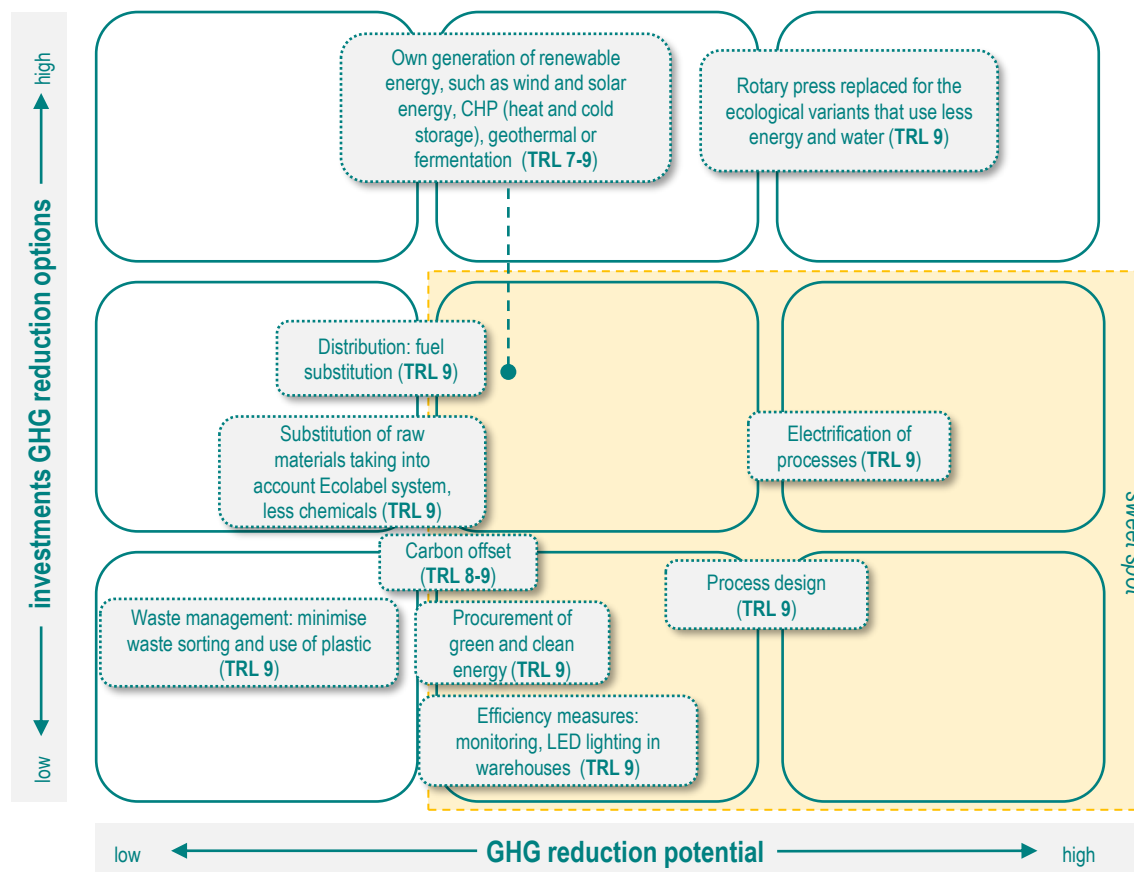 high
investments GHG reduction options
low
Own generation of renewable
energy, such as wind and solar
energy, CHP (heat and cold
storage), geothermal or
fermentation (TRL 7-9)
Rotary press replaced for the
ecological variants that use less
energy and water (TRL 9)
Distribution: fuel
substitution (TRL 9)
Substitution of raw
materials taking into
account Ecolabel system,
less chemicals (TRL 9)
Electrification of
processes (TRL 9)
sweet spot
Carbon offset
(TRL 8-9)
Process design
(TRL 9)
Waste management: minimise
waste sorting and use of plastic
(TRL 9)
Procurement of
green and clean
energy (TRL 9)
Efficiency measures:
monitoring, LED lighting in
warehouses (TRL 9)
low
GHG reduction potential
high